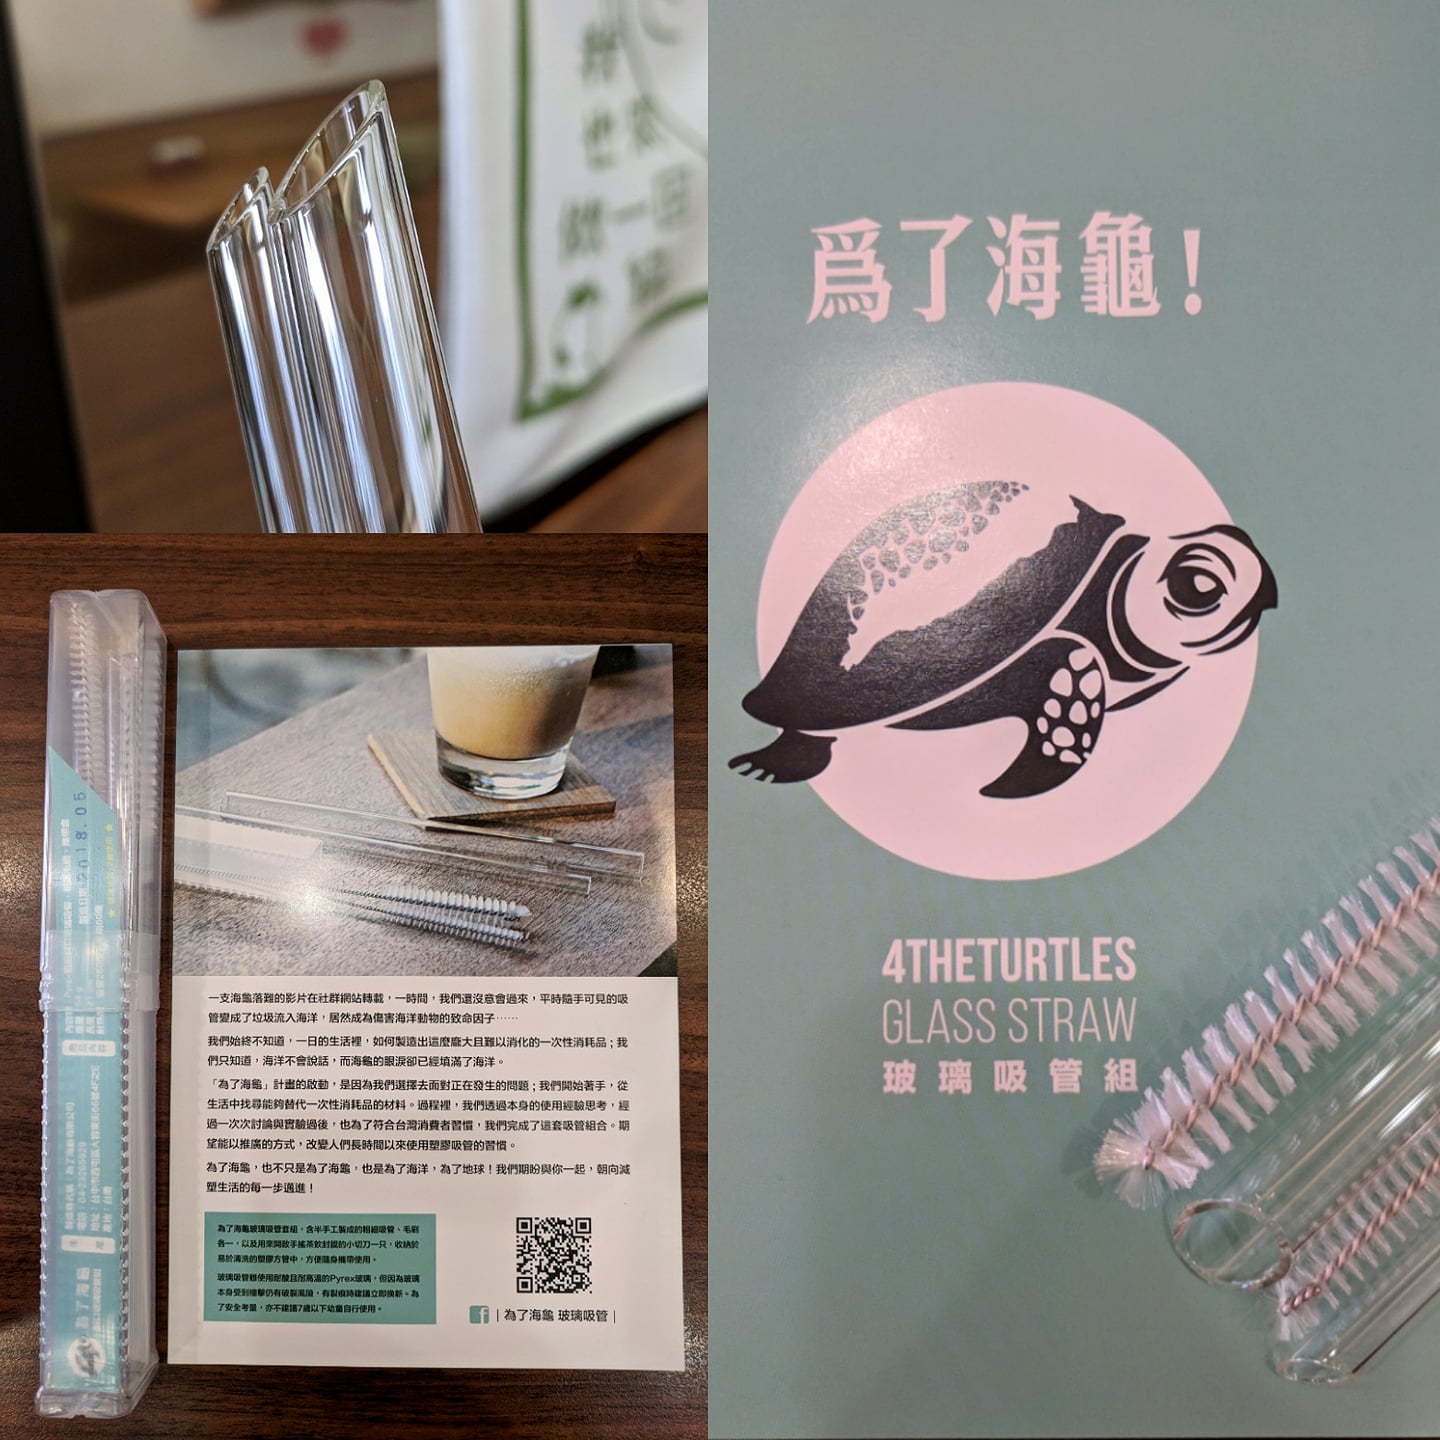 我
也
做一回
為了海龜
2018.05
一支海龜落難的影片在社群網站轉載，一時間，我們還沒意會過來，平時隨手可見的吸
管變成了垃圾流入海洋，居然成為傷害海洋動物的致命因子⋯⋯
我們始終不知道，一日的生活裡，如何製造出這麼龐大且難以消化的一次性消耗品；我
們只知道，海洋不會說話，而海龜的眼淚卻已經填滿了海洋。
「為了海龜」計畫的啟動，是因為我們選擇去面對正在發生的問題；我們開始著手，從
生活中找尋能夠替代一次性消耗品的材料。過程裡，我們透過本身的使用經驗思考，經
過一次次討論與實驗過後，也為了符合台灣消費者習慣，我們完成了這套吸管組合。期
望能以推廣的方式，改變人們長時間以來使用塑膠吸管的習慣。
為了海龜，也不只是為了海龜，也是為了海洋，為了地球！我們期盼與你一起，朝向減
塑生活的每一步邁進！
為了海龜玻璃吸管套組，含半手工製成的粗細吸管、毛刷
各一，以及用來開啟手搖茶飲封膜的小切刀一只，收納於
易於清洗的塑膠方管中，方便隨身攜帶使用。
玻璃吸管雖使用耐酸且耐高溫的Pyrex玻璃，但因為玻璃
本身受到撞擊仍有破裂風險，有裂痕時建議立即換新。為
了安全考量，亦不建議7歲以下幼童自行使用。
f | 為了海龜 玻璃吸管 |
爲了海龜！
4THETURTLES
GLASS STRAW
玻璃吸管組